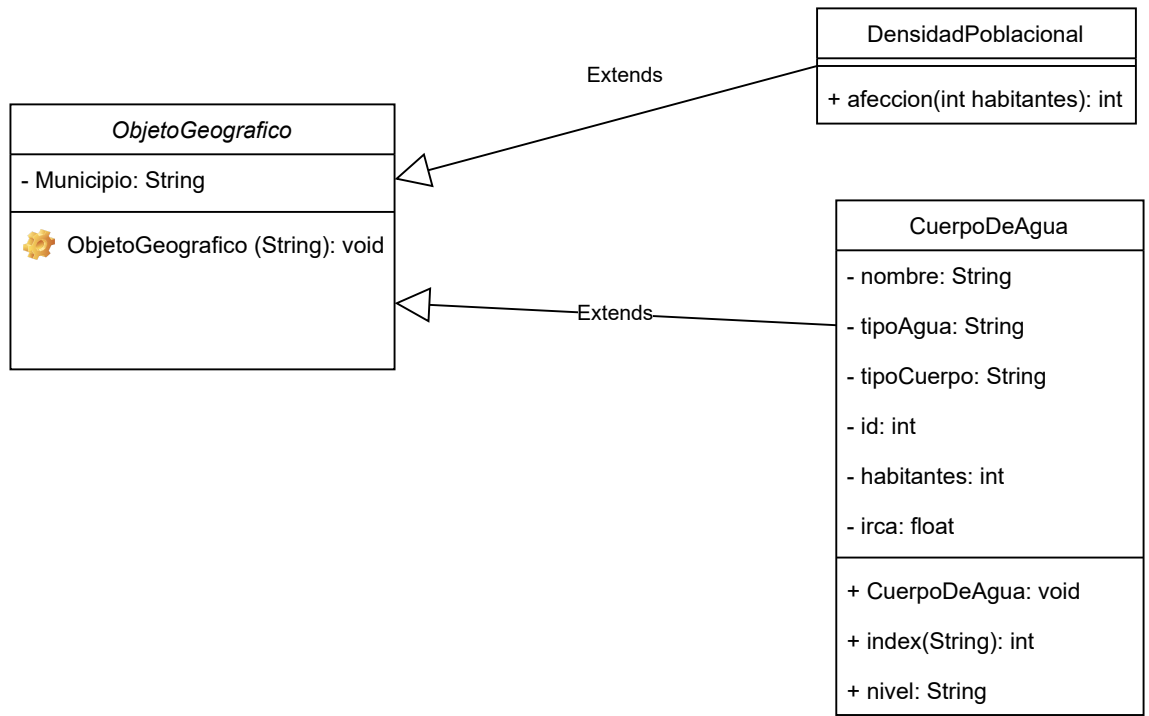 DensidadPoblacional
+ afeccion(int habitantes): int
Extends
ObjetoGeografico
- Municipio: String
ObjetoGeografico (String): void
Extends
CuerpoDeAgua
- nombre: String
- tipoAgua: String
- tipoCuerpo: String
- id: int
- habitantes: int
- irca: float
+ CuerpoDeAgua: void
+ index(String): int
+ nivel: String